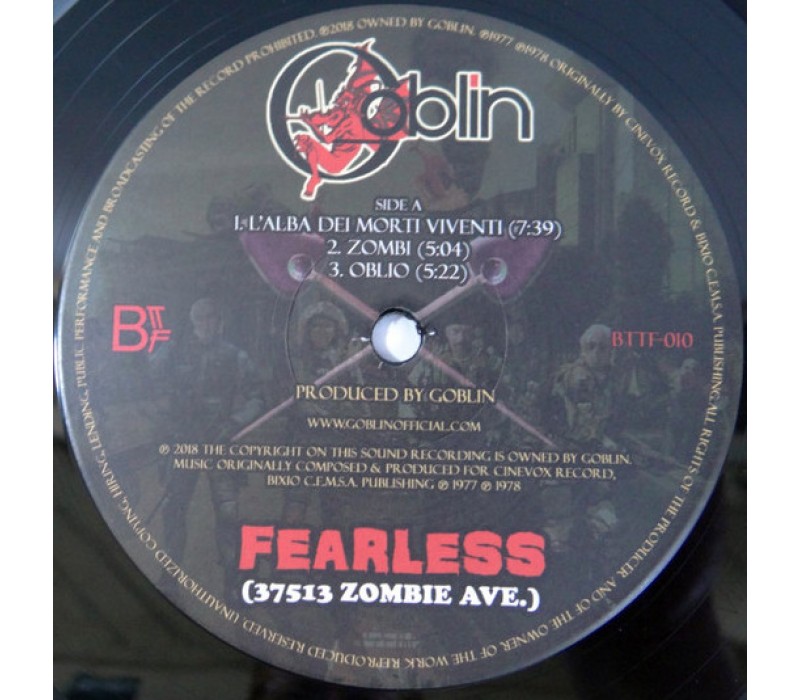 Goblin
SIDE A
1. L'ALBA DEI MORTI VIVENTI (7:39)
2. ZOMBI (5:04)
3. OBLIO (5:22)
BTTF
BTTF-010
PRODUCED BY GOBLIN
WWW.GOBLINOFFICIAL.COM
℗ 2018 THE COPYRIGHT ON THIS SOUND RECORDING IS OWNED BY GOBLIN.
MUSIC ORIGINALLY COMPOSED & PRODUCED FOR CINEVOX RECORD,
BIXIO C.E.M.S.A. PUBLISHING ℗ 1977 ℗ 1978
FEARLESS
(37513 ZOMBIE AVE.)
℗2018 OWNED BY GOBLIN. ℗1977 ℗1978 ORIGINALLY BY CINEVOX RECORD & BIXIO C.E.M.S.A. PUBLISHING ALL RIGHTS OF THE PRODUCER AND OF THE OWNER OF THE WORK REPRODUCED RESERVED. UNAUTHORIZED COPYING, HIRING, LENDING, PUBLIC PERFORMANCE AND BROADCASTING OF THE RECORD PROHIBITED.